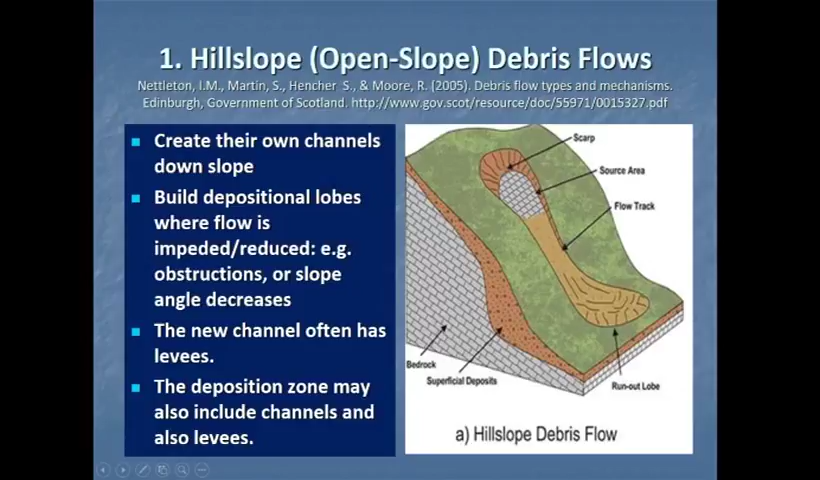 1. Hillslope (Open-Slope) Debris Flows
Nettleton, I.M., Martin, S., Hencher S., & Moore, R. (2005). Debris flow types and mechanisms.
Edinburgh, Government of Scotland. http://www.gov.scot/resource/doc/55971/0015327.pdf
Create their own channels
down slope
Build depositional lobes
where flow is
impeded/reduced: e.g.
obstructions, or slope
angle decreases
The new channel often has
levees.
The deposition zone may
also include channels and
also levees.
Scarp
Source Area
Flow Track
Bedrock
Superficial Deposits
Run-out Lobe
a) Hillslope Debris Flow